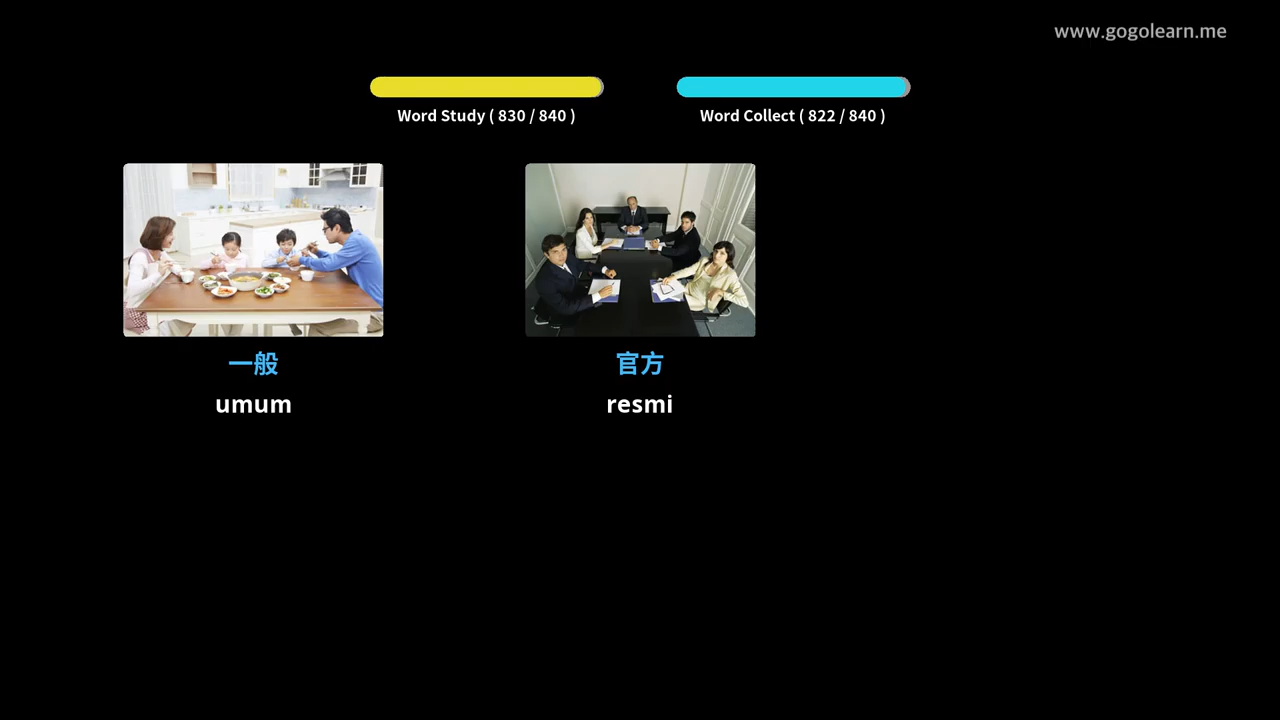 www.gogolearn.me
Word Study ( 830 / 840 )
Word Collect ( 822 / 840 )
一般
umum
官方
resmi